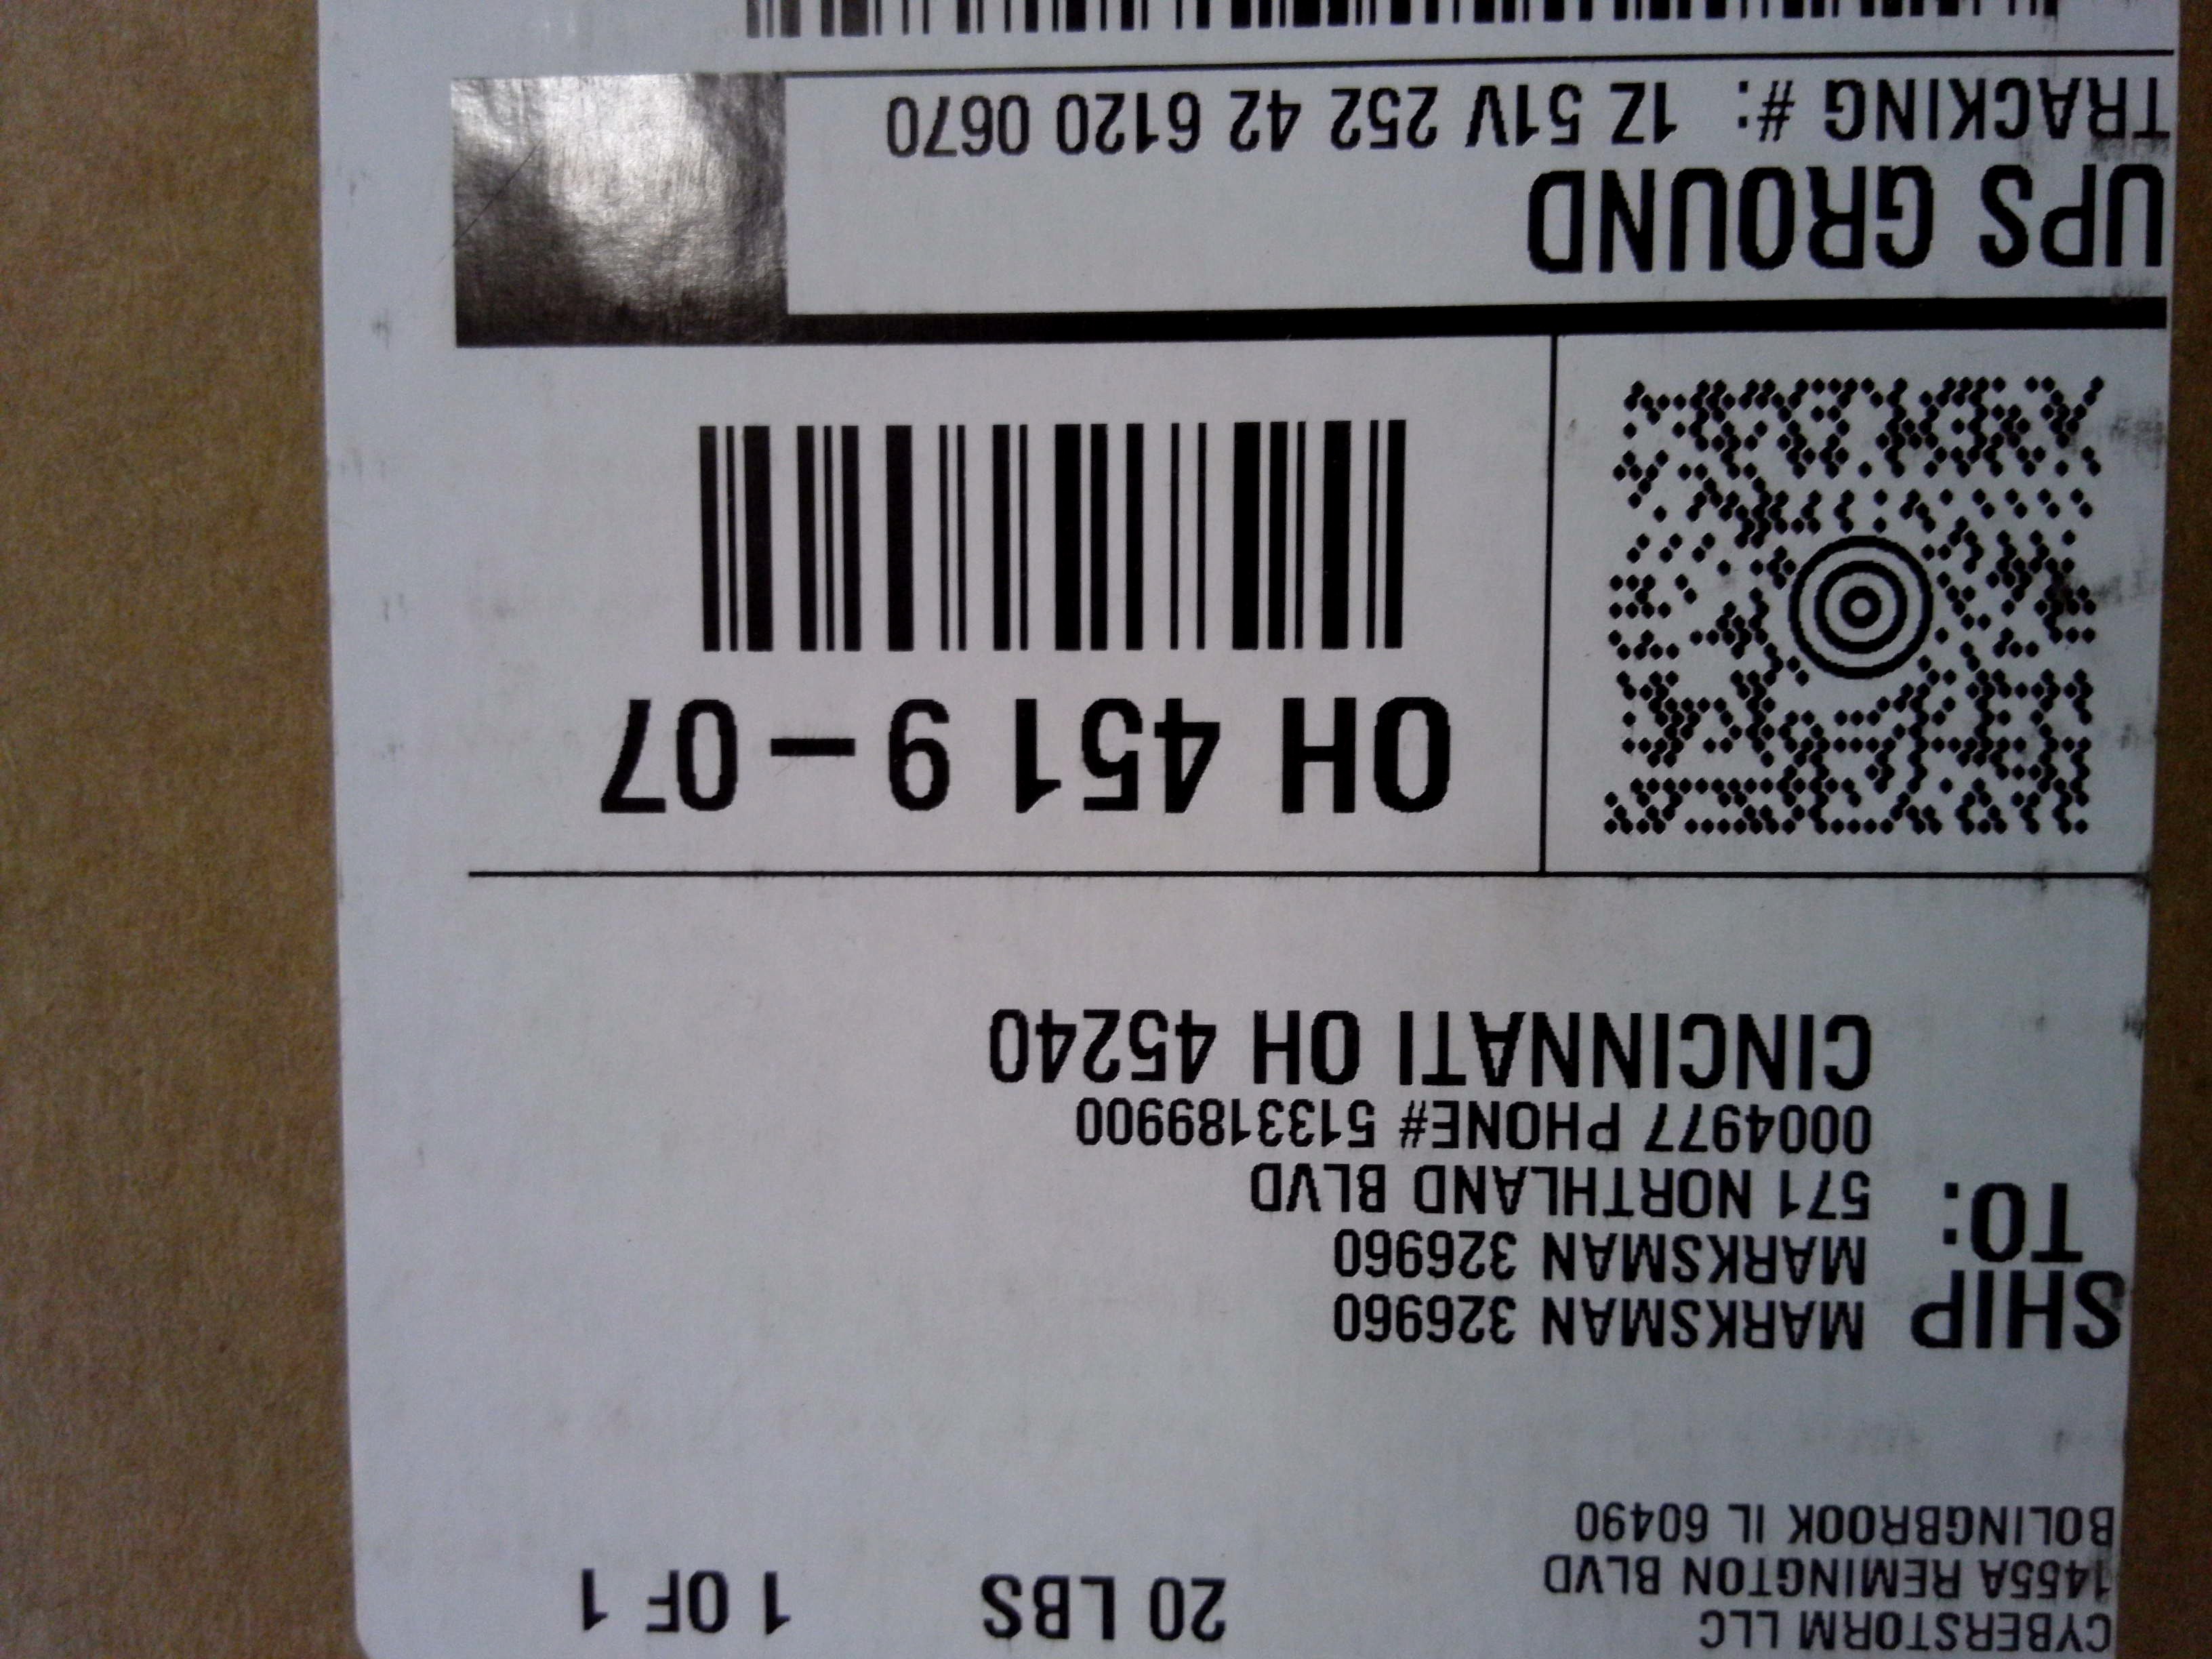 CYBERSTORM LLC
1465A REMINGTON BLVD
BOLINGBROOK IL 60490
20 LBS
1 OF 1
SHIP
TO:
MARKSMAN 326960
MARKSMAN 326960
571 NORTHLAND BLVD
0004977 PHONE# 5133189900
CINCINNATI OH 45240
OH 451 9-07
UPS GROUND
TRACKING #: 1Z 51V 252 42 6120 0670